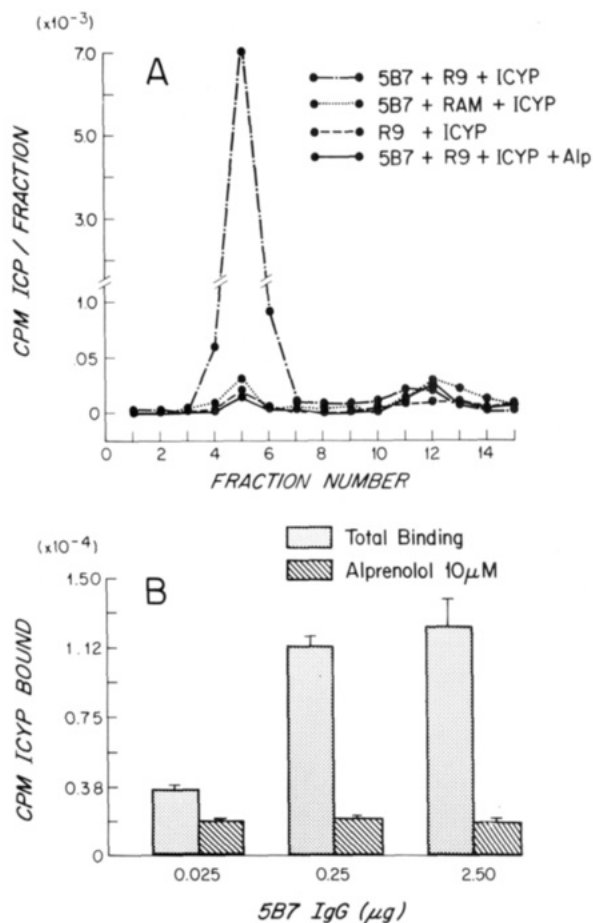 (x10⁻³)
A
5B7 + R9 + ICYP
5B7 + RAM + ICYP
R9 + ICYP
5B7 + R9 + ICYP + Alp
7.0
5.0
3.0
1.0
05
0
CPM ICP / FRACTION
0 2 4 6 8 10 12 14
FRACTION NUMBER
(x10⁻⁴)
B
Total Binding
Alprenolol 10μM
1.50
1.12
0.75
0.38
0
CPM ICYP BOUND
0.025 0.25 2.50
5B7 IgG (μg)